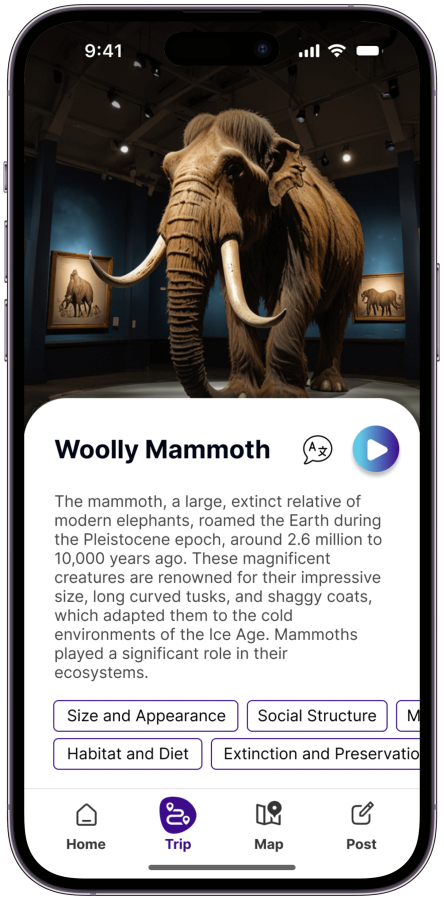 9:41
Woolly Mammoth
The mammoth, a large, extinct relative of
modern elephants, roamed the Earth during
the Pleistocene epoch, around 2.6 million to
10,000 years ago. These magnificent
creatures are renowned for their impressive
size, long curved tusks, and shaggy coats,
which adapted them to the cold
environments of the Ice Age. Mammoths
played a significant role in their
ecosystems.
Size and Appearance Social Structure M
Habitat and Diet Extinction and Preservatio
Home Trip Map Post